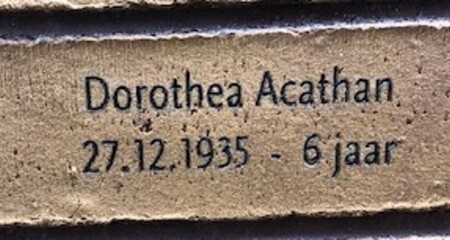 Dorothea Acathan
27.12.1935 - 6 jaar